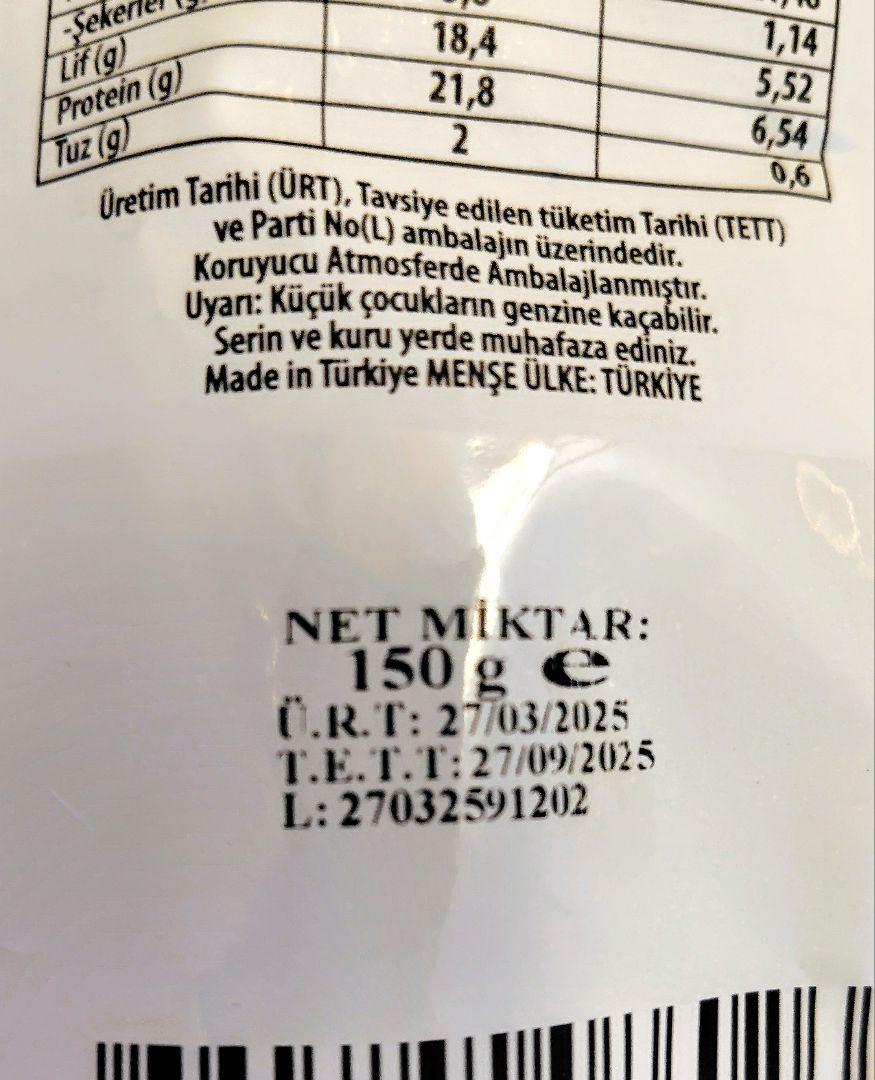 -Şekerler
1,14
Lif (g) 18,4 5,52
Protein (g) 21,8 6,54
Tuz (g) 2 0,6
Üretim Tarihi (ÜRT), Tavsiye edilen tüketim Tarihi (TETT)
ve Parti No(L) ambalajın üzerindedir.
Koruyucu Atmosferde Ambalajlanmıştır.
Uyarı: Küçük çocukların genzine kaçabilir.
Serin ve kuru yerde muhafaza ediniz.
Made in Türkiye MENŞE ÜLKE: TÜRKİYE
NET MİKTAR:
150 g e
Ü.R.T: 27/03/2025
T.E.T.T: 27/09/2025
L: 27032591202